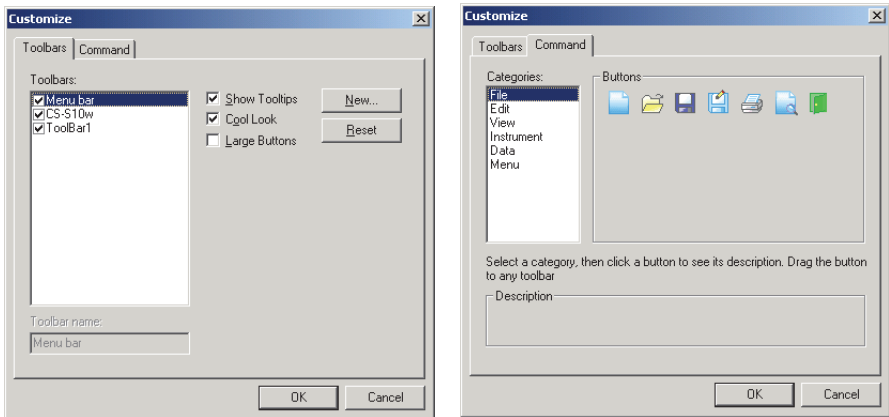 Customize
Toolbars Command
Toolbars:
Menu bar
CS-S10w
ToolBar1
Show Tooltips
Cool Look
Large Buttons
New...
Reset
Toolbar name:
Menu bar
OK Cancel
Customize
Toolbars Command
Categories:
File
Edit
View
Instrument
Data
Menu
Buttons
Select a category, then click a button to see its description. Drag the button
to any toolbar
Description
OK Cancel